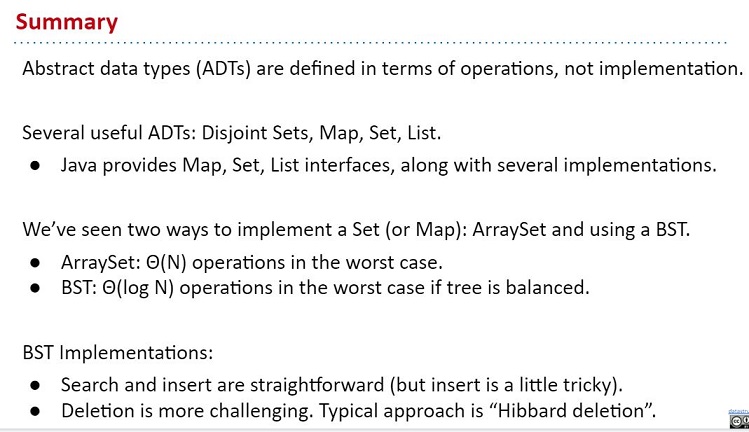 Summary
Abstract data types (ADTs) are defined in terms of operations, not implementation.
Several useful ADTs: Disjoint Sets, Map, Set, List.
● Java provides Map, Set, List interfaces, along with several implementations.
We’ve seen two ways to implement a Set (or Map): ArraySet and using a BST.
● ArraySet: Θ(N) operations in the worst case.
● BST: Θ(log N) operations in the worst case if tree is balanced.
BST Implementations:
● Search and insert are straightforward (but insert is a little tricky).
● Deletion is more challenging. Typical approach is “Hibbard deletion”.